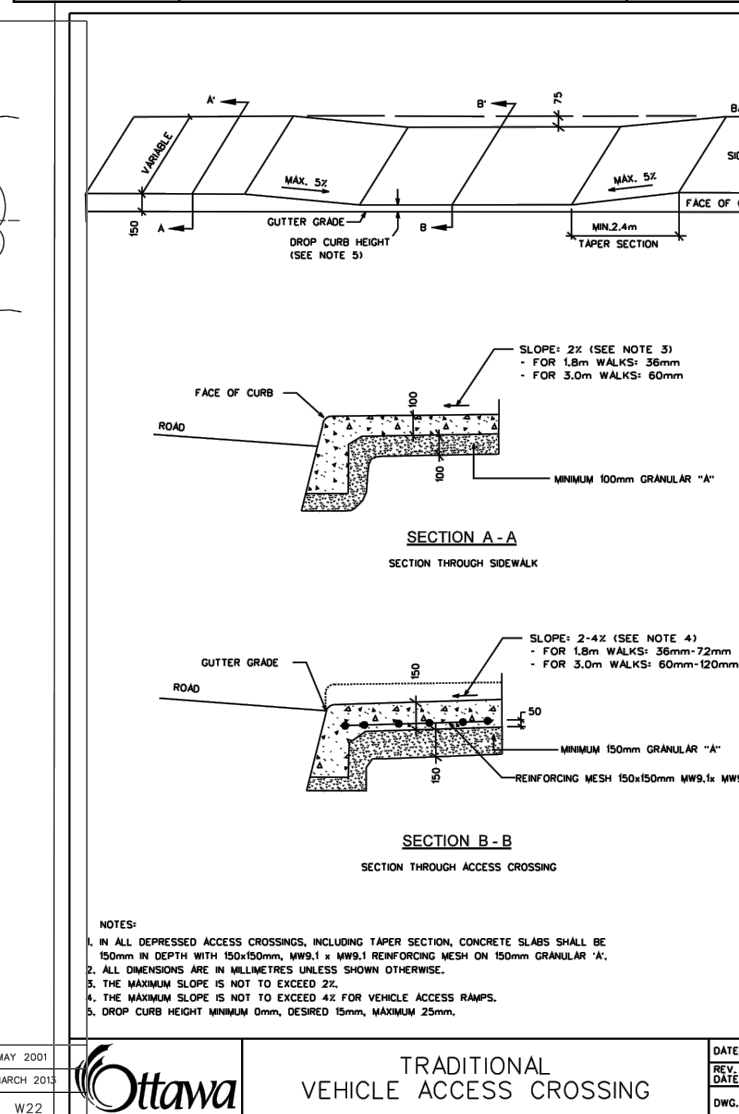 A'
B'
75
VARIABLE
MAX. 5%
MAX. 5%
150
A
GUTTER GRADE
B
FACE OF
MIN.2.4m
TAPER SECTION
DROP CURB HEIGHT
(SEE NOTE 5)
SLOPE: 2% (SEE NOTE 3)
- FOR 1.8m WALKS: 36mm
- FOR 3.0m WALKS: 60mm
FACE OF CURB
100
ROAD
100
MINIMUM 100mm GRANULAR "A"
SECTION A - A
SECTION THROUGH SIDEWALK
SLOPE: 2-4% (SEE NOTE 4)
- FOR 1.8m WALKS: 36mm-72mm
- FOR 3.0m WALKS: 60mm-120mm
GUTTER GRADE
150
ROAD
50
MINIMUM 150mm GRANULAR "A"
150
REINFORCING MESH 150x150mm MW9.1x MW9
SECTION B - B
SECTION THROUGH ACCESS CROSSING
NOTES:
1. IN ALL DEPRESSED ACCESS CROSSINGS, INCLUDING TAPER SECTION, CONCRETE SLABS SHALL BE
150mm IN DEPTH WITH 150x150mm, MW9.1 x MW9.1 REINFORCING MESH ON 150mm GRANULAR 'A'.
2. ALL DIMENSIONS ARE IN MILLIMETRES UNLESS SHOWN OTHERWISE.
3. THE MAXIMUM SLOPE IS NOT TO EXCEED 2%.
4. THE MAXIMUM SLOPE IS NOT TO EXCEED 4% FOR VEHICLE ACCESS RAMPS.
5. DROP CURB HEIGHT MINIMUM 0mm, DESIRED 15mm, MAXIMUM 25mm.
MAY 2001
MARCH 2013
W22
Ottawa
TRADITIONAL
VEHICLE ACCESS CROSSING
DATE
REV.
DATE
DWG.